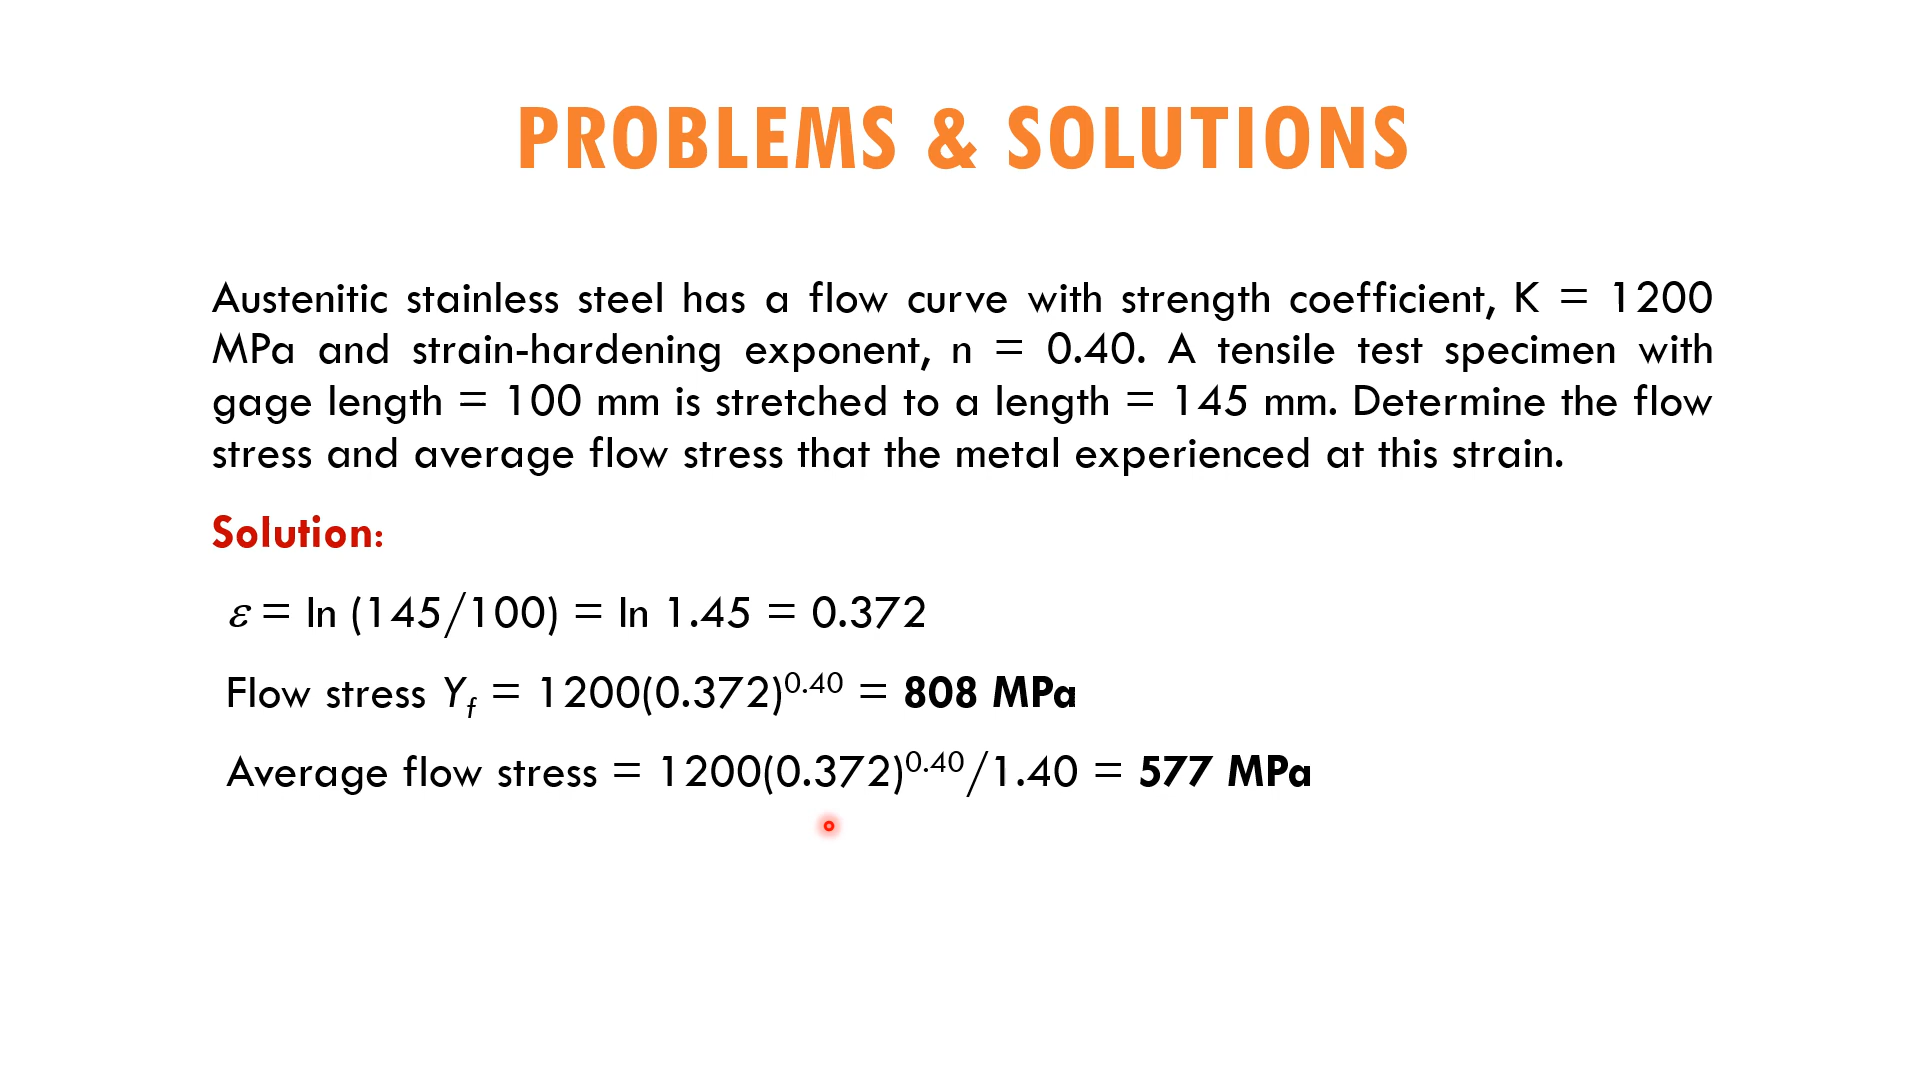 PROBLEMS & SOLUTIONS
Austenitic stainless steel has a flow curve with strength coefficient, K = 1200
MPa and strain-hardening exponent, n = 0.40. A tensile test specimen with
gage length = 100 mm is stretched to a length = 145 mm. Determine the flow
stress and average flow stress that the metal experienced at this strain.
Solution:
ε = ln (145/100) = ln 1.45 = 0.372
Flow stress Y_f = 1200(0.372)^0.40 = 808 MPa
Average flow stress = 1200(0.372)^0.40/1.40 = 577 MPa